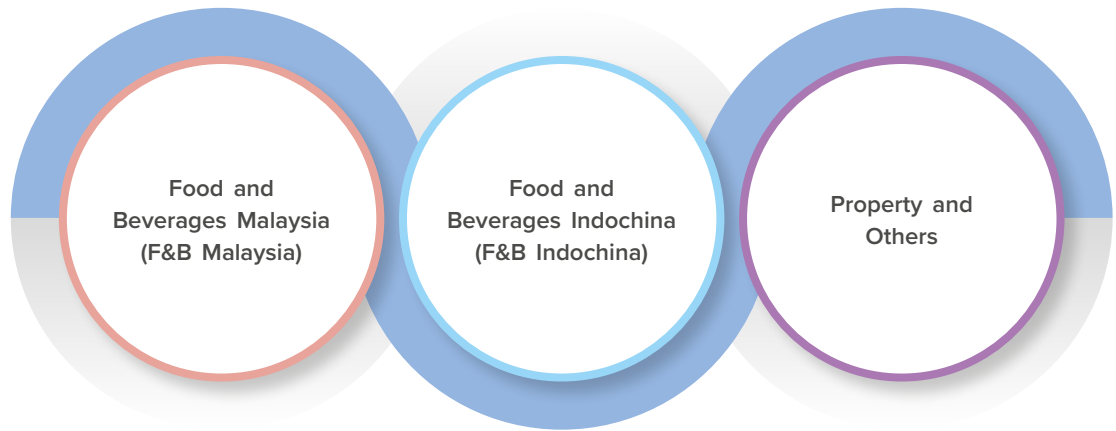 Food and
Beverages Malaysia
(F&B Malaysia)
Food and
Beverages Indochina
(F&B Indochina)
Property and
Others